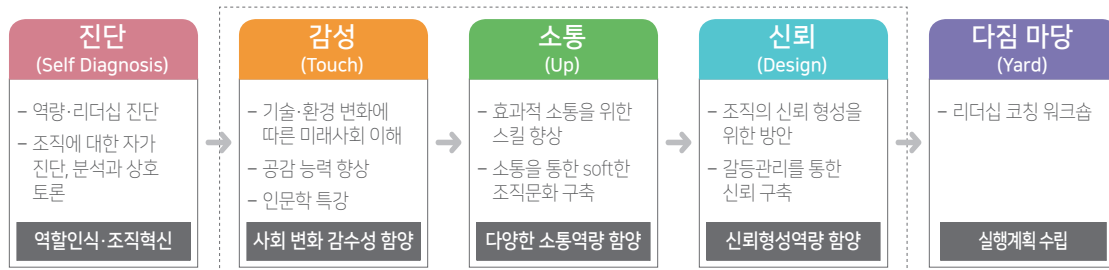 진단
(Self Diagnosis)
– 역량·리더십 진단
– 조직에 대한 자가
진단, 분석과 상호
토론
역할인식·조직혁신
감성
(Touch)
– 기술·환경 변화에
따른 미래사회 이해
– 공감 능력 향상
– 인문학 특강
사회 변화 감수성 함양
소통
(Up)
– 효과적 소통을 위한
스킬 향상
– 소통을 통한 soft한
조직문화 구축
다양한 소통역량 함양
신뢰
(Design)
– 조직의 신뢰 형성을
위한 방안
– 갈등관리를 통한
신뢰 구축
신뢰형성역량 함양
다짐 마당
(Yard)
– 리더십 코칭 워크숍
실행계획 수립